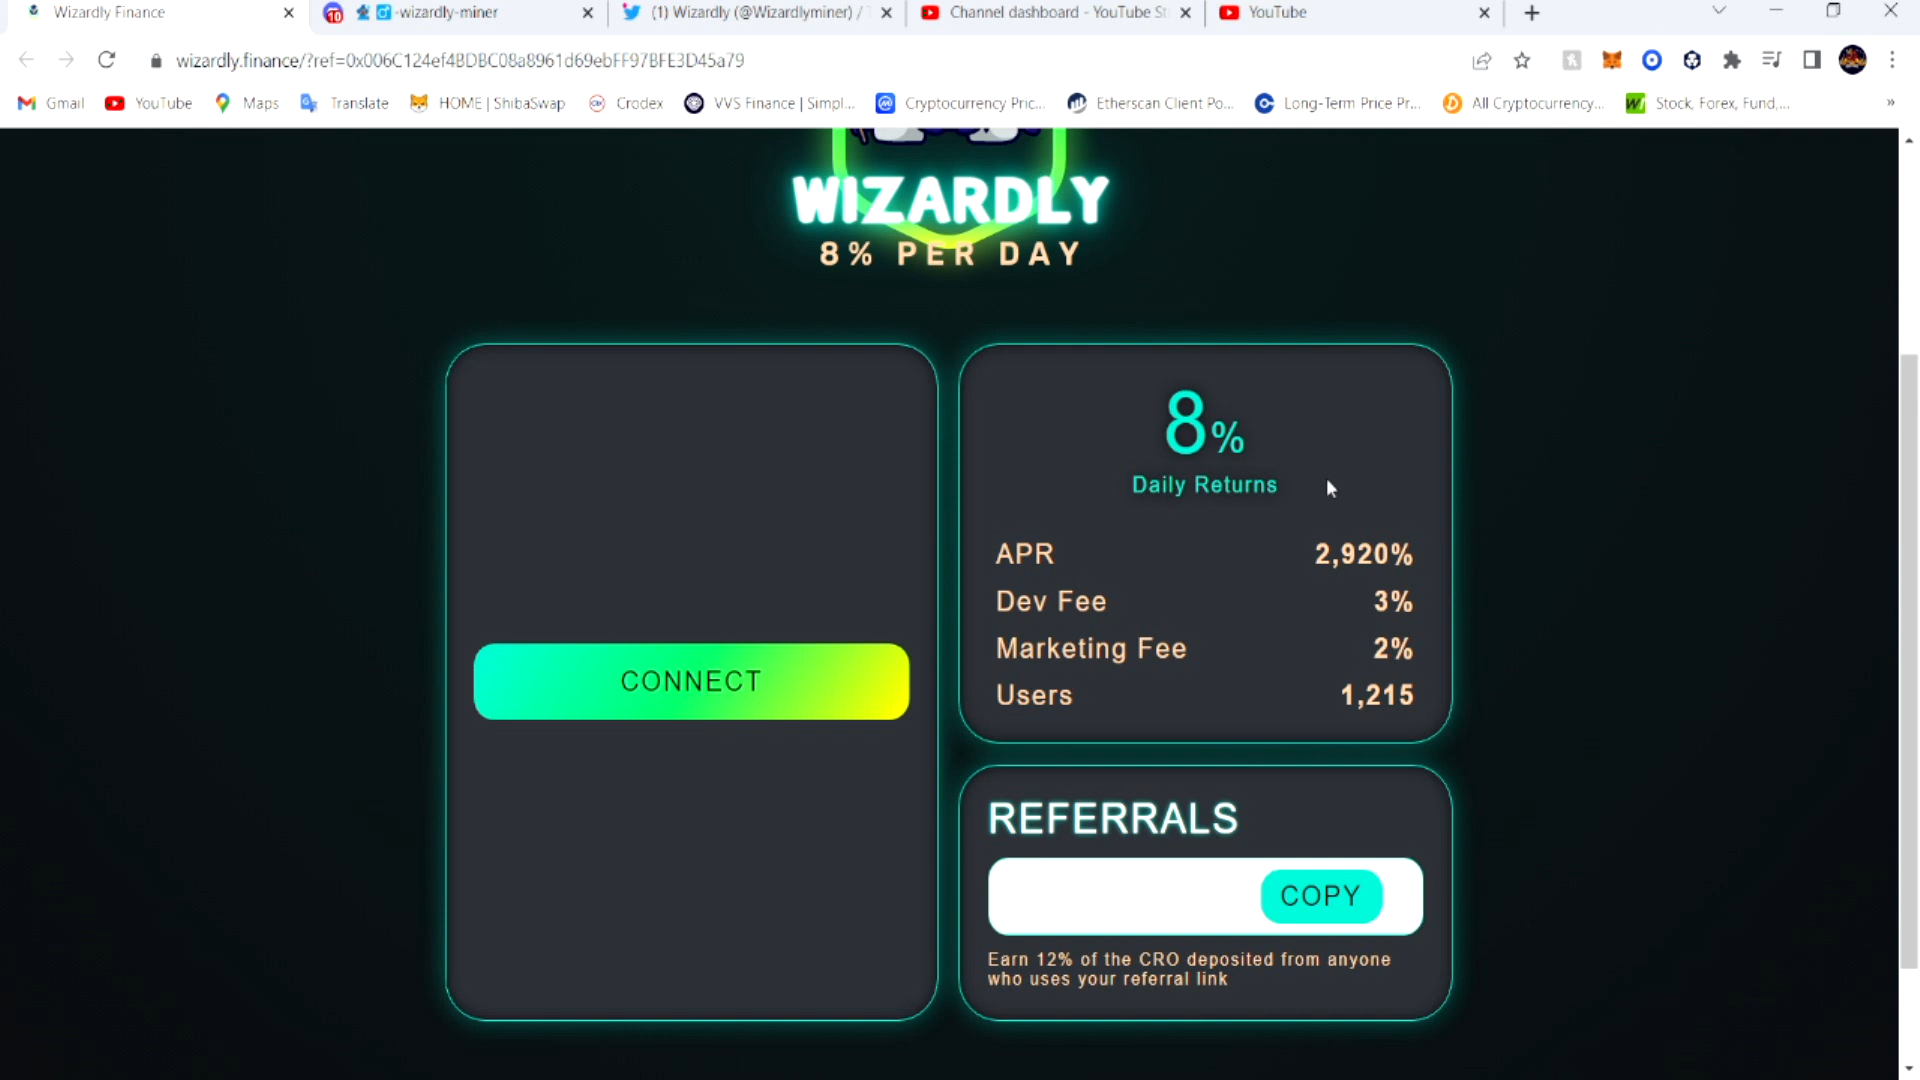 Wizardly Finance
10
-wizardly-miner
(1) Wizardly (@Wizardlyminer) /
Channel dashboard - YouTube St
YouTube
wizardly.finance/?ref=0x006C124ef4BDBC08a8961d69ebFF97BFE3D45a79
Gmail
YouTube
Maps
Translate
HOME | ShibaSwap
Crodex
VVS Finance | Simpl...
Cryptocurrency Pric...
Etherscan Client Po...
Long-Term Price Pr...
All Cryptocurrency...
Stock, Forex, Fund,...
»
WIZARDLY
8% PER DAY
CONNECT
8%
Daily Returns
APR 2,920%
Dev Fee 3%
Marketing Fee 2%
Users 1,215
REFERRALS
COPY
Earn 12% of the CRO deposited from anyone
who uses your referral link